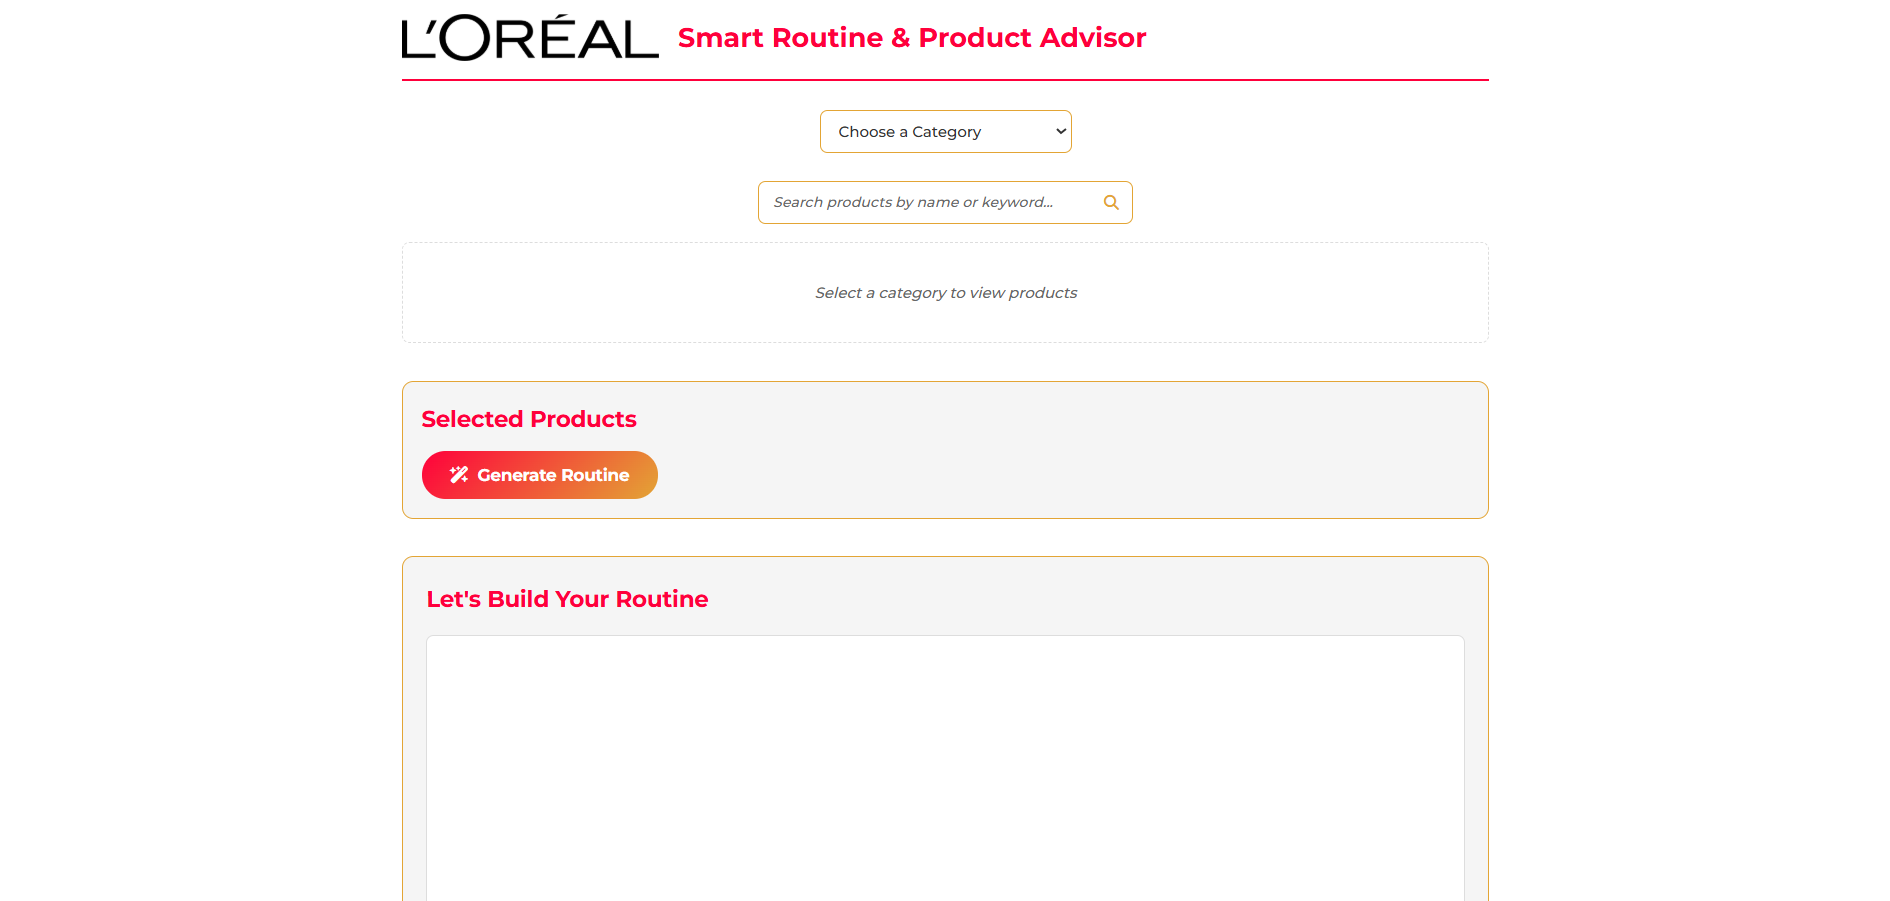 L'ORÉAL Smart Routine & Product Advisor
Choose a Category
Search products by name or keyword...
Select a category to view products
Selected Products
Generate Routine
Let's Build Your Routine